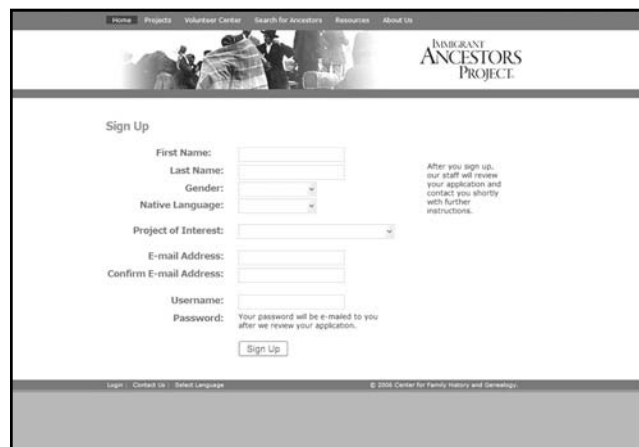 Home Projects Volunteer Center Search for Ancestors Resources About Us
IMMIGRANT
ANCESTORS
PROJECT
Sign Up
First Name:
Last Name:
Gender:
Native Language:
After you sign up,
our staff will review
your application and
contact you shortly
with further
instructions.
Project of Interest:
E-mail Address:
Confirm E-mail Address:
Username:
Password: Your password will be e-mailed to you
after we review your application.
Sign Up
Login | Contact Us | Select Language © 2006 Center for Family History and Genealogy.